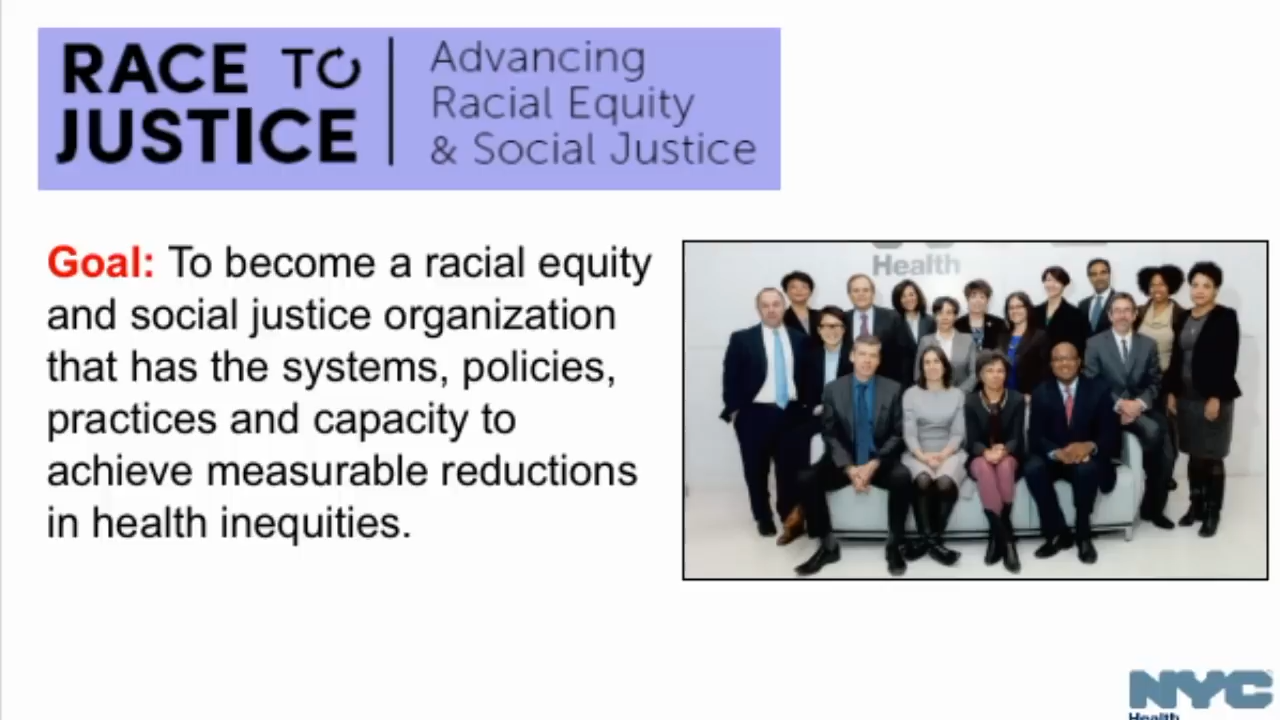 RACE TO
JUSTICE
Advancing
Racial Equity
& Social Justice
Goal: To become a racial equity
and social justice organization
that has the systems, policies,
practices and capacity to
achieve measurable reductions
in health inequities.
Health
NYC
Health